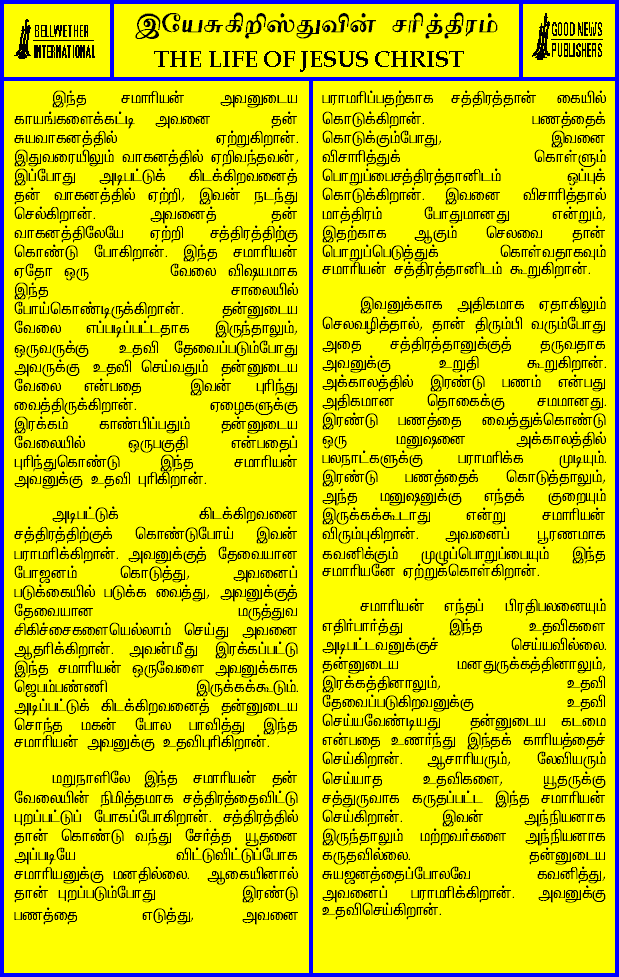 BELLWETHER
INTERNATIONAL
இயேசுகிறிஸ்துவின் சரித்திரம்
THE LIFE OF JESUS CHRIST
GOOD NEWS
PUBLISHERS
இந்த சமாரியன் அவனுடைய
காயங்களைக்கட்டி அவனை தன்
சுயவாகனத்தில் ஏற்றுகிறான்.
இதுவரையிலும் வாகனத்தில் ஏறிவந்தவன்,
இப்போது அடிபட்டுக் கிடக்கிறவனைத்
தன் வாகனத்தில் ஏற்றி, இவன் நடந்து
செல்கிறான். அவனைத் தன்
வாகனத்திலேயே ஏற்றி சத்திரத்திற்கு
கொண்டு போகிறான். இந்த சமாரியன்
ஏதோ ஒரு வேலை விஷயமாக
இந்த சாலையில்
போய்கொண்டிருக்கிறான். தன்னுடைய
வேலை எப்படிப்பட்டதாக இருந்தாலும்,
ஒருவருக்கு உதவி தேவைப்படும்போது
அவருக்கு உதவி செய்வதும் தன்னுடைய
வேலை என்பதை இவன் புரிந்து
வைத்திருக்கிறான். ஏழைகளுக்கு
இரக்கம் காண்பிப்பதும் தன்னுடைய
வேலையில் ஒருபகுதி என்பதைப்
புரிந்துகொண்டு இந்த சமாரியன்
அவனுக்கு உதவி புரிகிறான்.
அடிபட்டுக் கிடக்கிறவனை
சத்திரத்திற்குக் கொண்டுபோய் இவன்
பராமரிக்கிறான். அவனுக்குத் தேவையான
போஜனம் கொடுத்து, அவனைப்
படுக்கையில் படுக்க வைத்து, அவனுக்குத்
தேவையான மருத்துவ
சிகிச்சைகளையெல்லாம் செய்து அவனை
ஆதரிக்கிறான். அவன்மீது இரக்கப்பட்டு
இந்த சமாரியன் ஒருவேளை அவனுக்காக
ஜெபம்பண்ணி இருக்கக்கூடும்.
அடிப்பட்டுக் கிடக்கிறவனைத் தன்னுடைய
சொந்த மகன் போல பாவித்து இந்த
சமாரியன் அவனுக்கு உதவிபுரிகிறான்.
மறுநாளிலே இந்த சமாரியன் தன்
வேலையின் நிமித்தமாக சத்திரத்தைவிட்டு
புறப்பட்டுப் போகப்போகிறான். சத்திரத்தில்
தான் கொண்டு வந்து சேர்த்த யூதனை
அப்படியே விட்டுவிட்டுப்போக
சமாரியனுக்கு மனதில்லை. ஆகையினால்
தான் புறப்படும்போது இரண்டு
பணத்தை எடுத்து, அவனை
பராமரிப்பதற்காக சத்திரத்தான் கையில்
கொடுக்கிறான். பணத்தைக்
கொடுக்கும்போது, இவனை
விசாரித்துக் கொள்ளும்
பொறுப்பைசத்திரத்தானிடம் ஒப்புக்
கொடுக்கிறான். இவனை விசாரித்தால்
மாத்திரம் போதுமானது என்றும்,
இதற்காக ஆகும் செலவை தான்
பொறுப்பெடுத்துக் கொள்வதாகவும்
சமாரியன் சத்திரத்தானிடம் கூறுகிறான்.
இவனுக்காக அதிகமாக ஏதாகிலும்
செலவழித்தால், தான் திரும்பி வரும்போது
அதை சத்திரத்தானுக்குத் தருவதாக
அவனுக்கு உறுதி கூறுகிறான்.
அக்காலத்தில் இரண்டு பணம் என்பது
அதிகமான தொகைக்கு சமமானது.
இரண்டு பணத்தை வைத்துக்கொண்டு
ஒரு மனுஷனை அக்காலத்தில்
பலநாட்களுக்கு பராமரிக்க முடியும்.
இரண்டு பணத்தைக் கொடுத்தாலும்,
அந்த மனுஷனுக்கு எந்தக் குறையும்
இருக்கக்கூடாது என்று சமாரியன்
விரும்புகிறான். அவனைப் பூரணமாக
கவனிக்கும் முழுப்பொறுப்பையும் இந்த
சமாரியனே ஏற்றுக்கொள்கிறான்.
சமாரியன் எந்தப் பிரதிபலனையும்
எதிர்பார்த்து இந்த உதவிகளை
அடிபட்டவனுக்குச் செய்யவில்லை.
தன்னுடைய மனதுருக்கத்தினாலும்,
இரக்கத்தினாலும், உதவி
தேவைப்படுகிறவனுக்கு உதவி
செய்யவேண்டியது தன்னுடைய கடமை
என்பதை உணர்ந்து இந்தக் காரியத்தைச்
செய்கிறான். ஆசாரியரும், லேவியரும்
செய்யாத உதவிகளை, யூதருக்கு
சத்துருவாக கருதப்பட்ட இந்த சமாரியன்
செய்கிறான். இவன் அந்நியனாக
இருந்தாலும் மற்றவர்களை அந்நியனாக
கருதவில்லை. தன்னுடைய
சுயஜனத்தைப்போலவே கவனித்து,
அவனைப் பராமரிக்கிறான். அவனுக்கு
உதவிசெய்கிறான்.